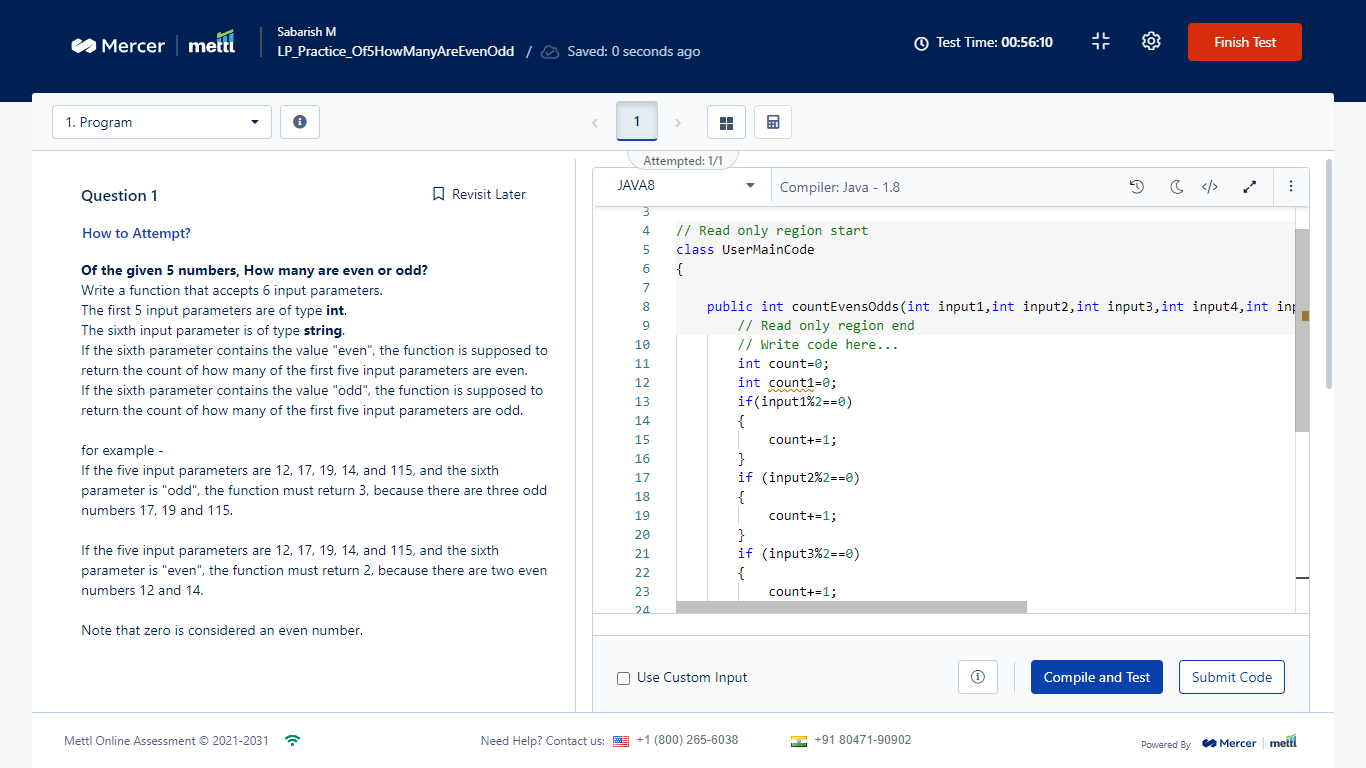 Mercer mettl
Sabarish M
LP_Practice_Of5HowManyAreEvenOdd / Saved: 0 seconds ago
Test Time: 00:56:10
Finish Test
1. Program
1
Attempted: 1/1
Question 1
Revisit Later
How to Attempt?
Of the given 5 numbers, How many are even or odd?
Write a function that accepts 6 input parameters.
The first 5 input parameters are of type int.
The sixth input parameter is of type string.
If the sixth parameter contains the value "even", the function is supposed to
return the count of how many of the first five input parameters are even.
If the sixth parameter contains the value "odd", the function is supposed to
return the count of how many of the first five input parameters are odd.
for example -
If the five input parameters are 12, 17, 19, 14, and 115, and the sixth
parameter is "odd", the function must return 3, because there are three odd
numbers 17, 19 and 115.
If the five input parameters are 12, 17, 19, 14, and 115, and the sixth
parameter is "even", the function must return 2, because there are two even
numbers 12 and 14.
Note that zero is considered an even number.
JAVA8
Compiler: Java - 1.8
3
4 // Read only region start
5 class UserMainCode
6 {
7
8 public int countEvensOdds(int input1,int input2,int input3,int input4,int inp
9 // Read only region end
10 // Write code here...
11 int count=0;
12 int count1=0;
13 if(input1%2==0)
14 {
15 count+=1;
16 }
17 if (input2%2==0)
18 {
19 count+=1;
20 }
21 if (input3%2==0)
22 {
23 count+=1;
24
Use Custom Input
Compile and Test
Submit Code
Mettl Online Assessment © 2021-2031
Need Help? Contact us: +1 (800) 265-6038
+91 80471-90902
Powered By Mercer mettl